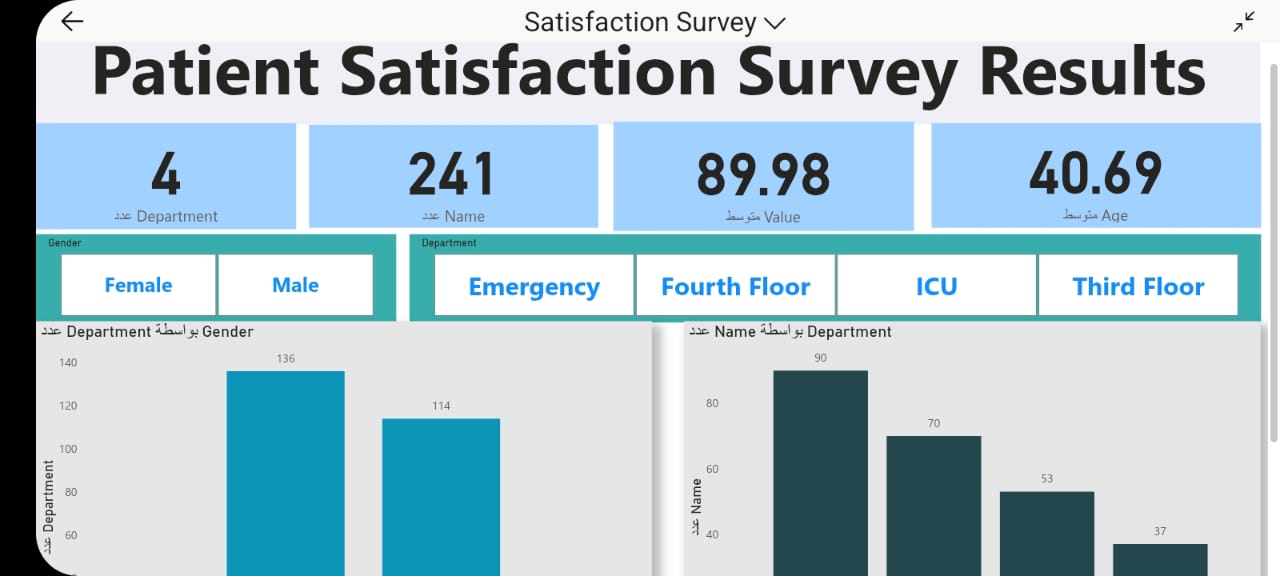 Satisfaction Survey
Patient Satisfaction Survey Results
4
عدد Department
241
عدد Name
89.98
متوسط Value
40.69
متوسط Age
Gender
Female
Male
Department
Emergency
Fourth Floor
ICU
Third Floor
عدد Department بواسطة Gender
140
120
100
80
60
عدد Department
136
114
عدد Name بواسطة Department
80
60
40
عدد Name
90
70
53
37